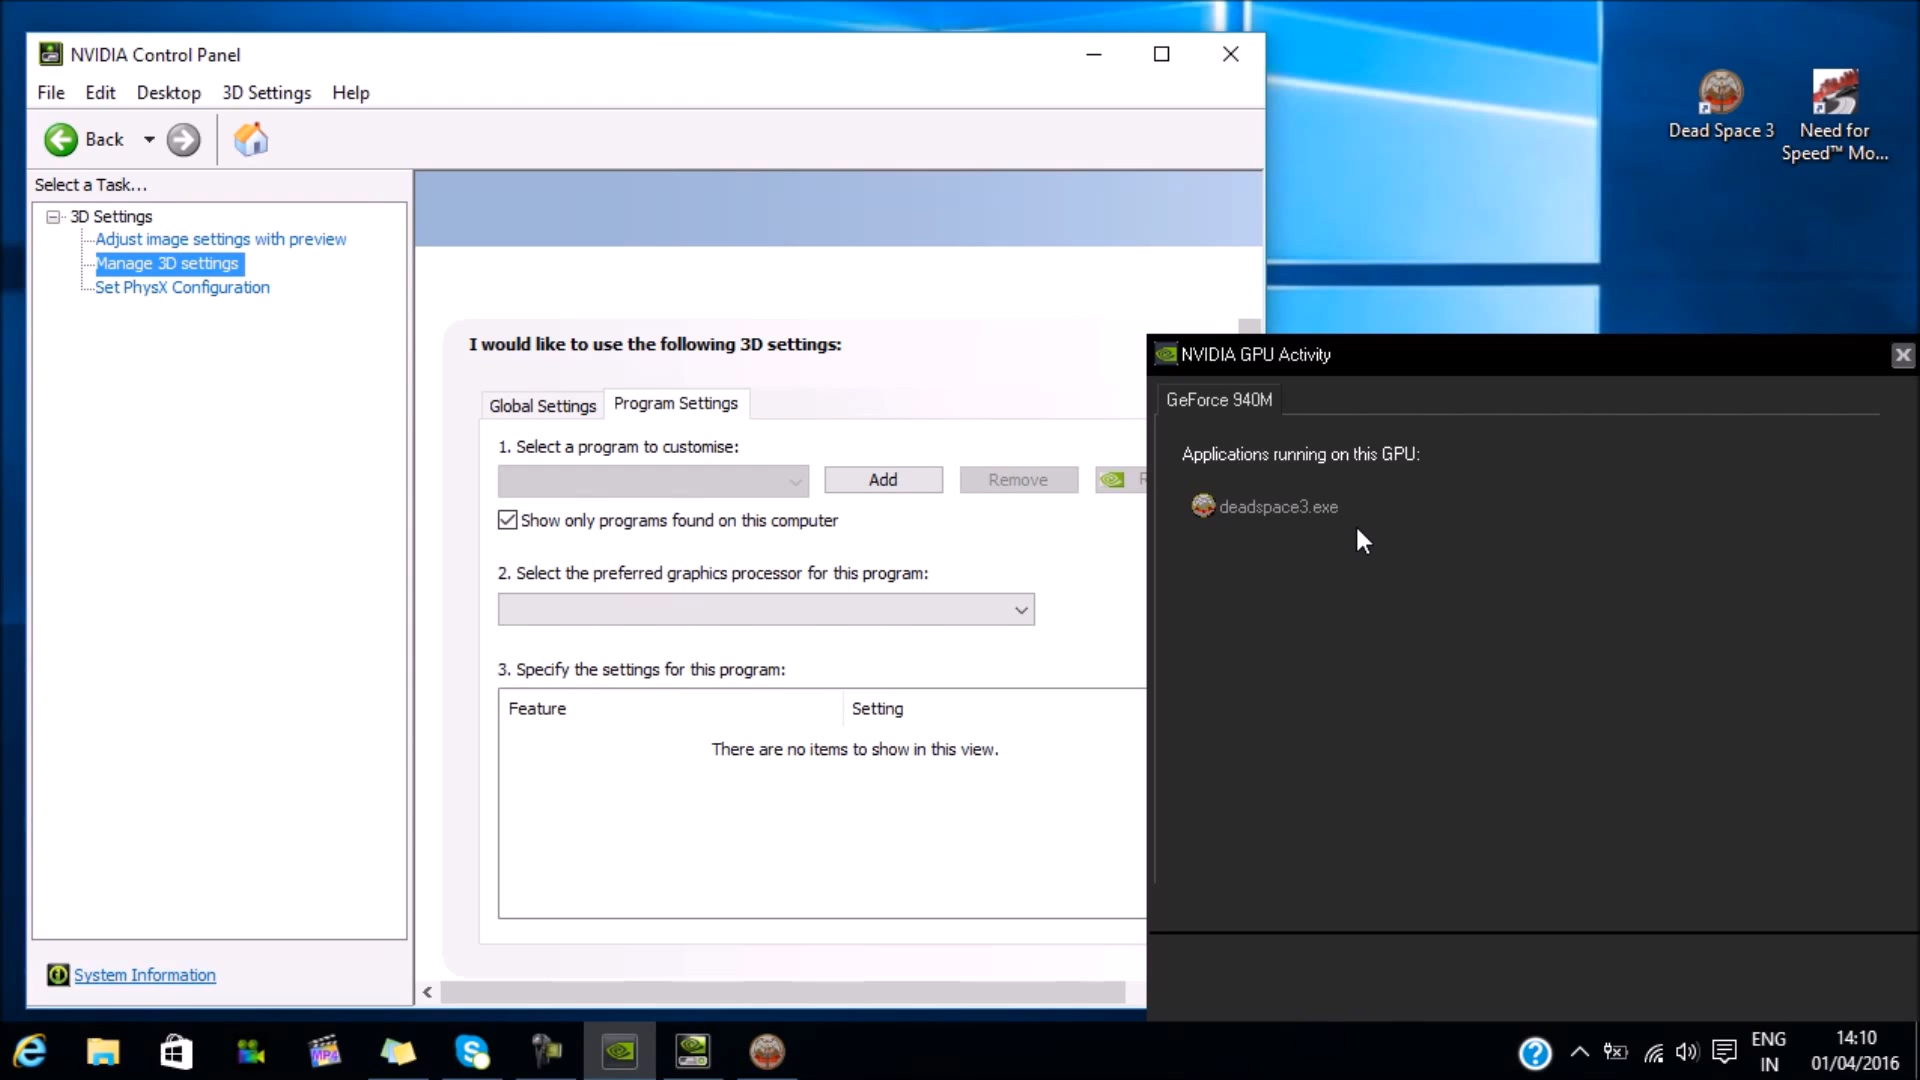 NVIDIA Control Panel
File Edit Desktop 3D Settings Help
Back
Select a Task...
3D Settings
Adjust image settings with preview
Manage 3D settings
Set PhysX Configuration
System Information
I would like to use the following 3D settings:
Global Settings
Program Settings
1. Select a program to customise:
Add
Remove
Show only programs found on this computer
2. Select the preferred graphics processor for this program:
3. Specify the settings for this program:
Feature
Setting
There are no items to show in this view.
NVIDIA GPU Activity
GeForce 940M
Applications running on this GPU:
deadspace3.exe
Dead Space 3
Need for
Speed™ Mo...
MP4
ENG
IN
14:10
01/04/2016